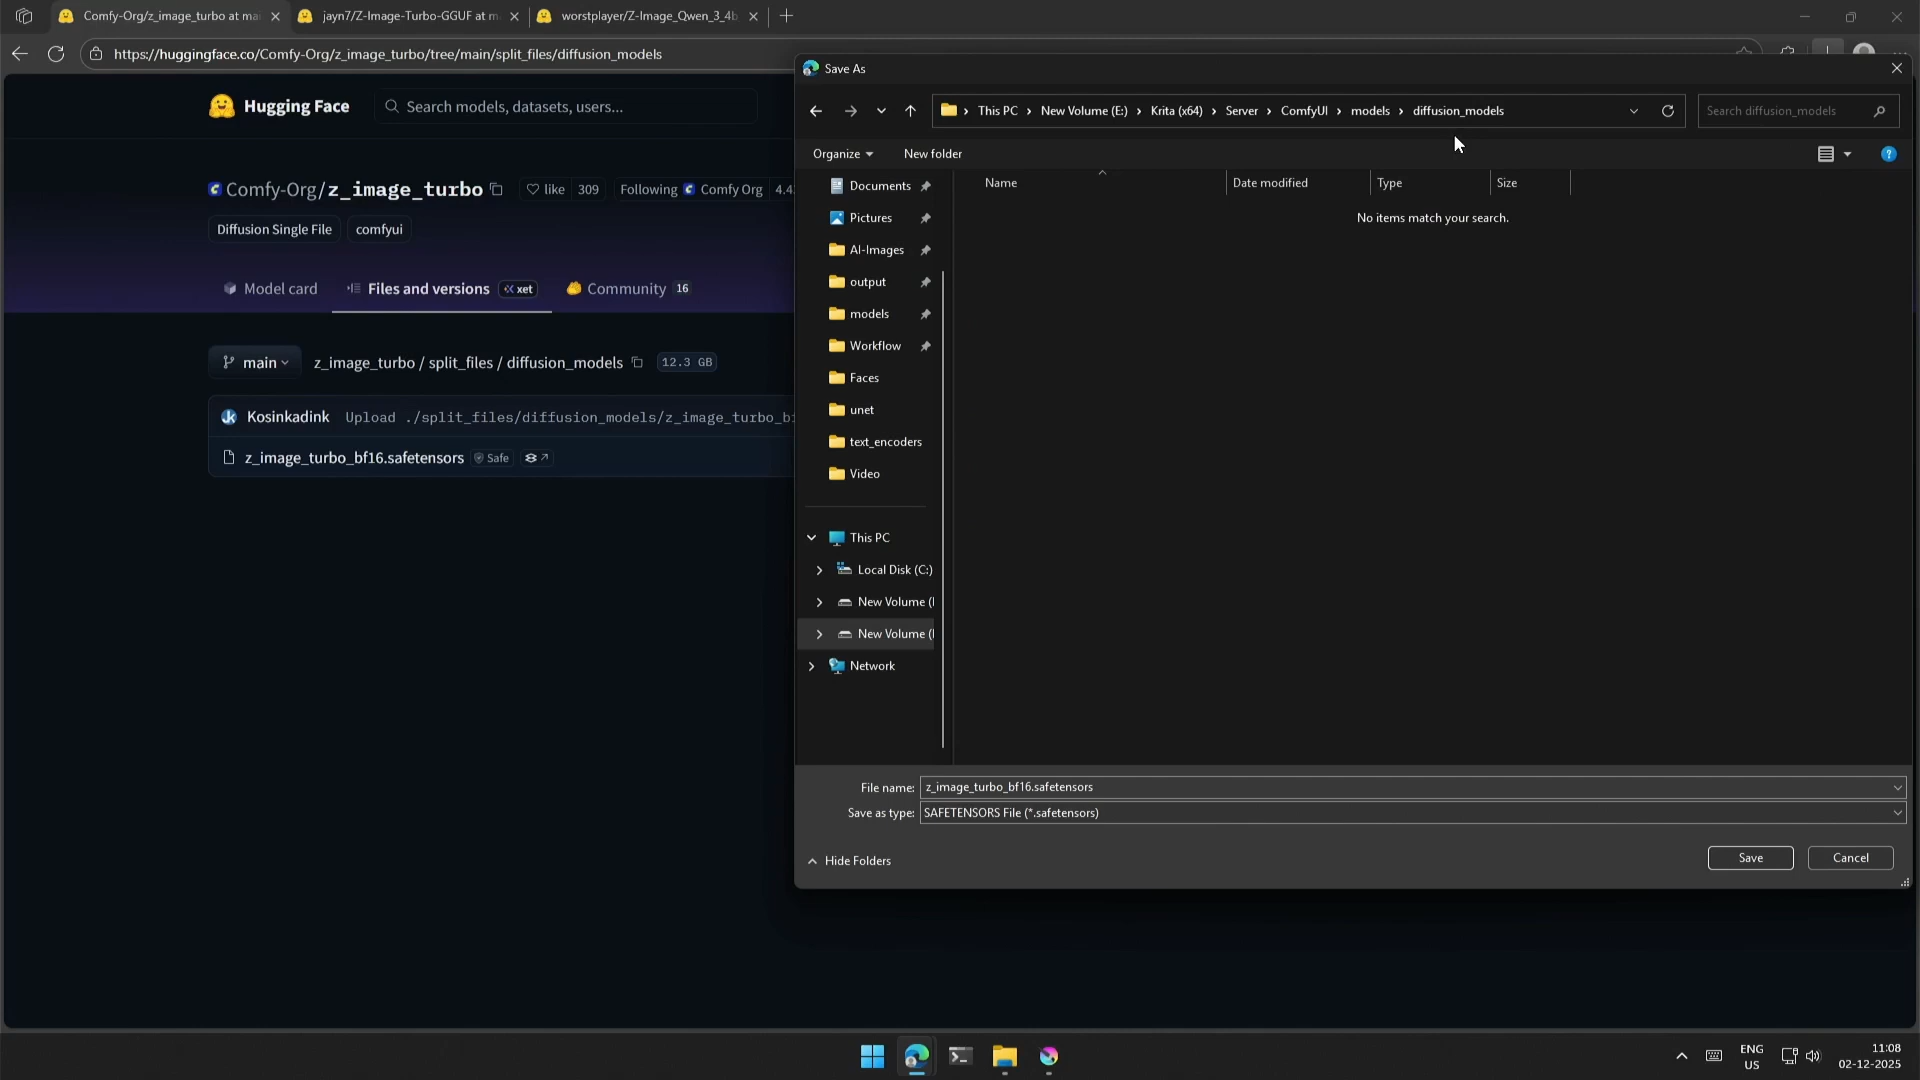 Comfy-Org/z_image_turbo at mai
jayn7/Z-Image-Turbo-GGUF at m
worstplayer/Z-Image_Qwen_3_4b
https://huggingface.co/Comfy-Org/z_image_turbo/tree/main/split_files/diffusion_models
Hugging Face
Search models, datasets, users...
Comfy-Org/z_image_turbo
like 309
Following Comfy Org 4.4
Diffusion Single File
comfyui
Model card
Files and versions xet
Community 16
main
z_image_turbo / split_files / diffusion_models 12.3 GB
Kosinkadink Upload ./split_files/diffusion_models/z_image_turbo_b
z_image_turbo_bf16.safetensors Safe
Save As
This PC › New Volume (E:) › Krita (x64) › Server › ComfyUI › models › diffusion_models
Search diffusion_models
Organize
New folder
Name
Date modified
Type
Size
No items match your search.
Documents
Pictures
AI-Images
output
models
Workflow
Faces
unet
text_encoders
Video
This PC
Local Disk (C:)
New Volume (
New Volume (
Network
File name: z_image_turbo_bf16.safetensors
Save as type: SAFETENSORS File (*.safetensors)
Hide Folders
Save
Cancel
ENG
US
11:08
02-12-2025